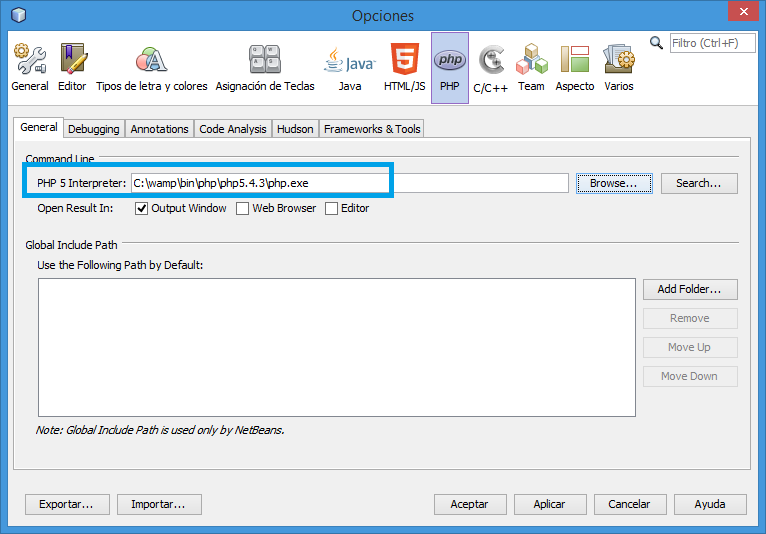 Opciones
Filtro (Ctrl+F)
General Editor Tipos de letra y colores Asignación de Teclas Java HTML/JS PHP C/C++ Team Aspecto Varios
General Debugging Annotations Code Analysis Hudson Frameworks & Tools
Command Line
PHP 5 Interpreter: C:\wamp\bin\php\php5.4.3\php.exe Browse... Search...
Open Result In: Output Window Web Browser Editor
Global Include Path
Use the Following Path by Default:
Add Folder...
Remove
Move Up
Move Down
Note: Global Include Path is used only by NetBeans.
Exportar... Importar... Aceptar Aplicar Cancelar Ayuda